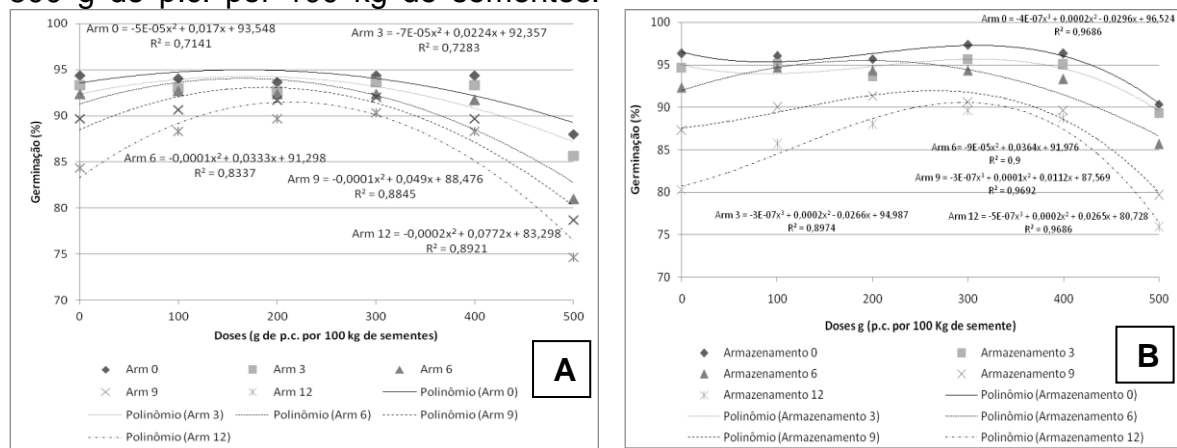 300 g de p.c. por 100 kg de sementes.
100
95
90
85
80
75
70
Germinação (%)
Arm 0 = -5E-05x² + 0,017x + 93,548
R² = 0,7141
Arm 3 = -7E-05x² + 0,0224x + 92,357
R² = 0,7283
Arm 6 = -0,0001x² + 0,0333x + 91,298
R² = 0,8337
Arm 9 = -0,0001x² + 0,049x + 88,476
R² = 0,8845
Arm 12 = -0,0002x² + 0,0772x + 83,298
R² = 0,8921
0 100 200 300 400 500
Doses (g de p.c. por 100 kg de sementes)
Arm 0 Arm 3 Arm 6
Arm 9 Arm 12 Polinômio (Arm 0)
Polinômio (Arm 3) Polinômio (Arm 6) Polinômio (Arm 9)
Polinômio (Arm 12)
A
100
95
90
85
80
75
70
Germinação (%)
Arm 0 = -4E-07x³ + 0,0002x² - 0,0296x + 96,524
R² = 0,9686
Arm 6 =-9E-05x² + 0,0364x + 91,976
R² = 0,9
Arm 9 = -3E-07x³ + 0,0001x² + 0,0112x + 87,569
R² = 0,9692
Arm 3 = -3E-07x³ + 0,0002x² - 0,0266x + 94,987
R² = 0,8974
Arm 12 = -5E-07x³ + 0,0002x² + 0,0265x + 80,728
R² = 0,9686
0 100 200 300 400 500
Doses g (p.c. por 100 Kg de semente)
Armazenamento 0 Armazenamento 3
Armazenamento 6 Armazenamento 9
Armazenamento 12 Polinômio (Armazenamento 0)
Polinômio (Armazenamento 3) Polinômio (Armazenamento 6)
Polinômio (Armazenamento 9) Polinômio (Armazenamento 12)
B